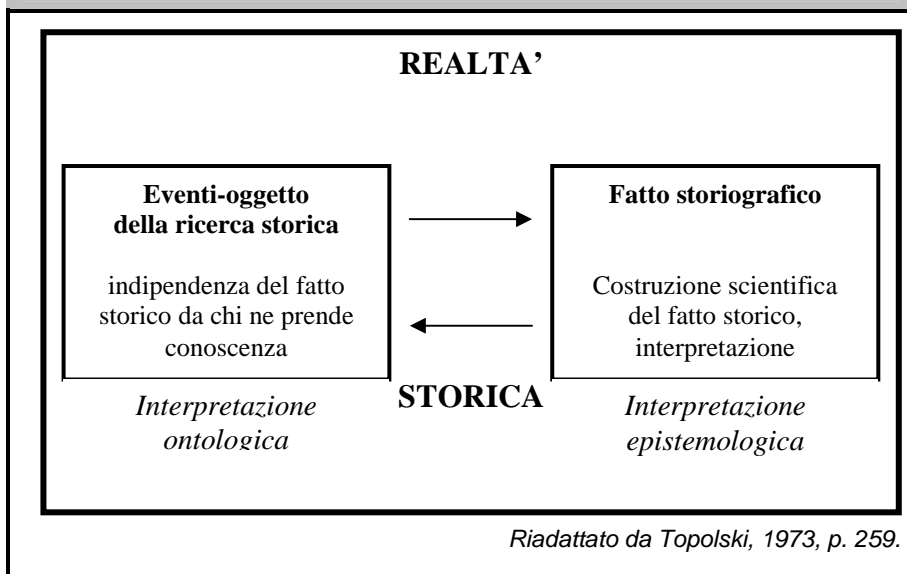 REALTA’
Eventi-oggetto
della ricerca storica
indipendenza del fatto
storico da chi ne prende
conoscenza
Fatto storiografico
Costruzione scientifica
del fatto storico,
interpretazione
STORICA
Interpretazione
ontologica
Interpretazione
epistemologica
Riadattato da Topolski, 1973, p. 259.